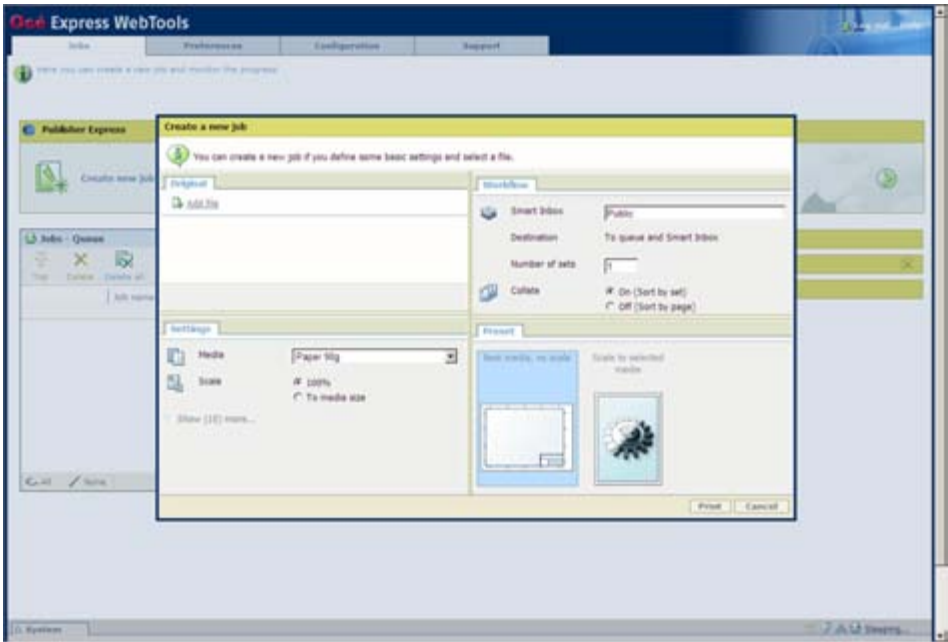 Océ Express WebTools
Jobs
Preferences
Configuration
Support
Here you can create a new job and monitor the progress
Publisher Express
Create new job
Jobs - Queue
Top
Delete
Delete all
Job name
All
None
System
Sleeping...
Create a new job
You can create a new job if you define some basic settings and select a file.
Original
Add file
Workflow
Smart Inbox
Public
Destination
To queue and Smart Inbox
Number of sets
1
Collate
On (Sort by set)
Off (Sort by page)
Settings
Media
Paper 90g
Scale
100%
To media size
Show (10) more...
Preset
Best media, no scale
Scale to selected
media
Print
Cancel